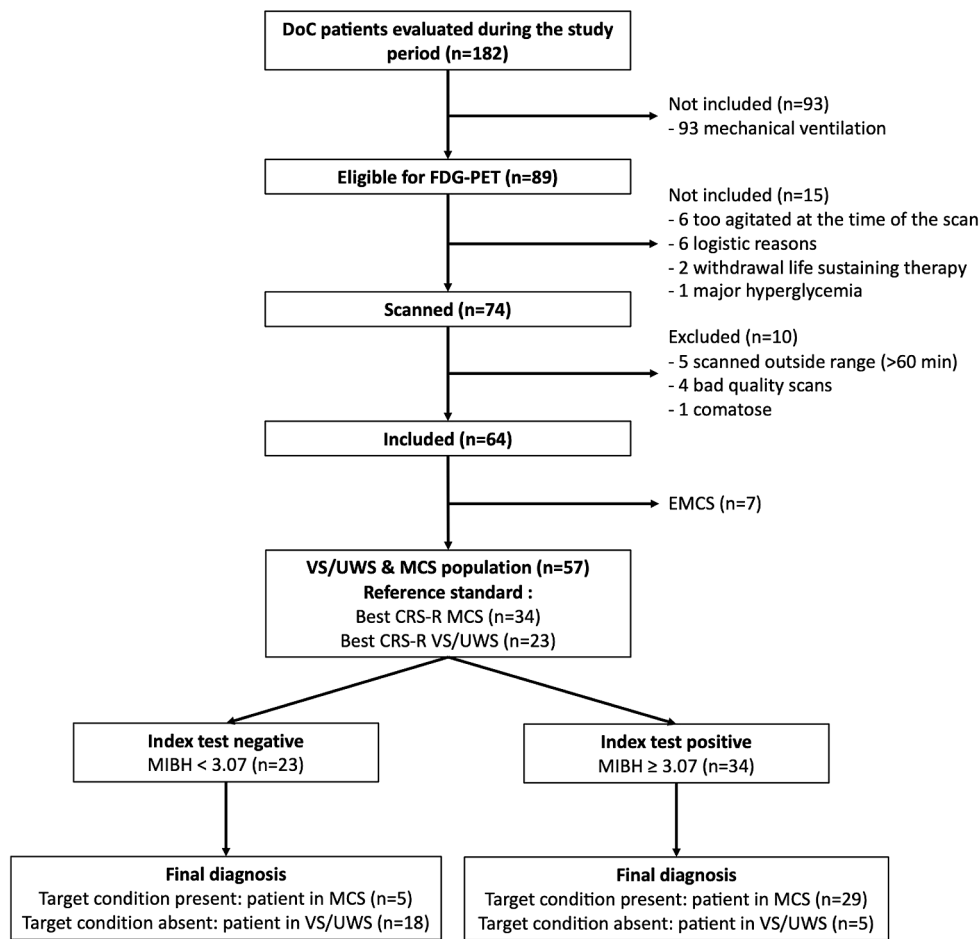 DoC patients evaluated during the study
period (n=182)
Not included (n=93)
- 93 mechanical ventilation
Eligible for FDG-PET (n=89)
Not included (n=15)
- 6 too agitated at the time of the scan
- 6 logistic reasons
- 2 withdrawal life sustaining therapy
- 1 major hyperglycemia
Scanned (n=74)
Excluded (n=10)
- 5 scanned outside range (>60 min)
- 4 bad quality scans
- 1 comatose
Included (n=64)
EMCS (n=7)
VS/UWS & MCS population (n=57)
Reference standard :
Best CRS-R MCS (n=34)
Best CRS-R VS/UWS (n=23)
Index test negative
MIBH < 3.07 (n=23)
Index test positive
MIBH ≥ 3.07 (n=34)
Final diagnosis
Target condition present: patient in MCS (n=5)
Target condition absent: patient in VS/UWS (n=18)
Final diagnosis
Target condition present: patient in MCS (n=29)
Target condition absent: patient in VS/UWS (n=5)